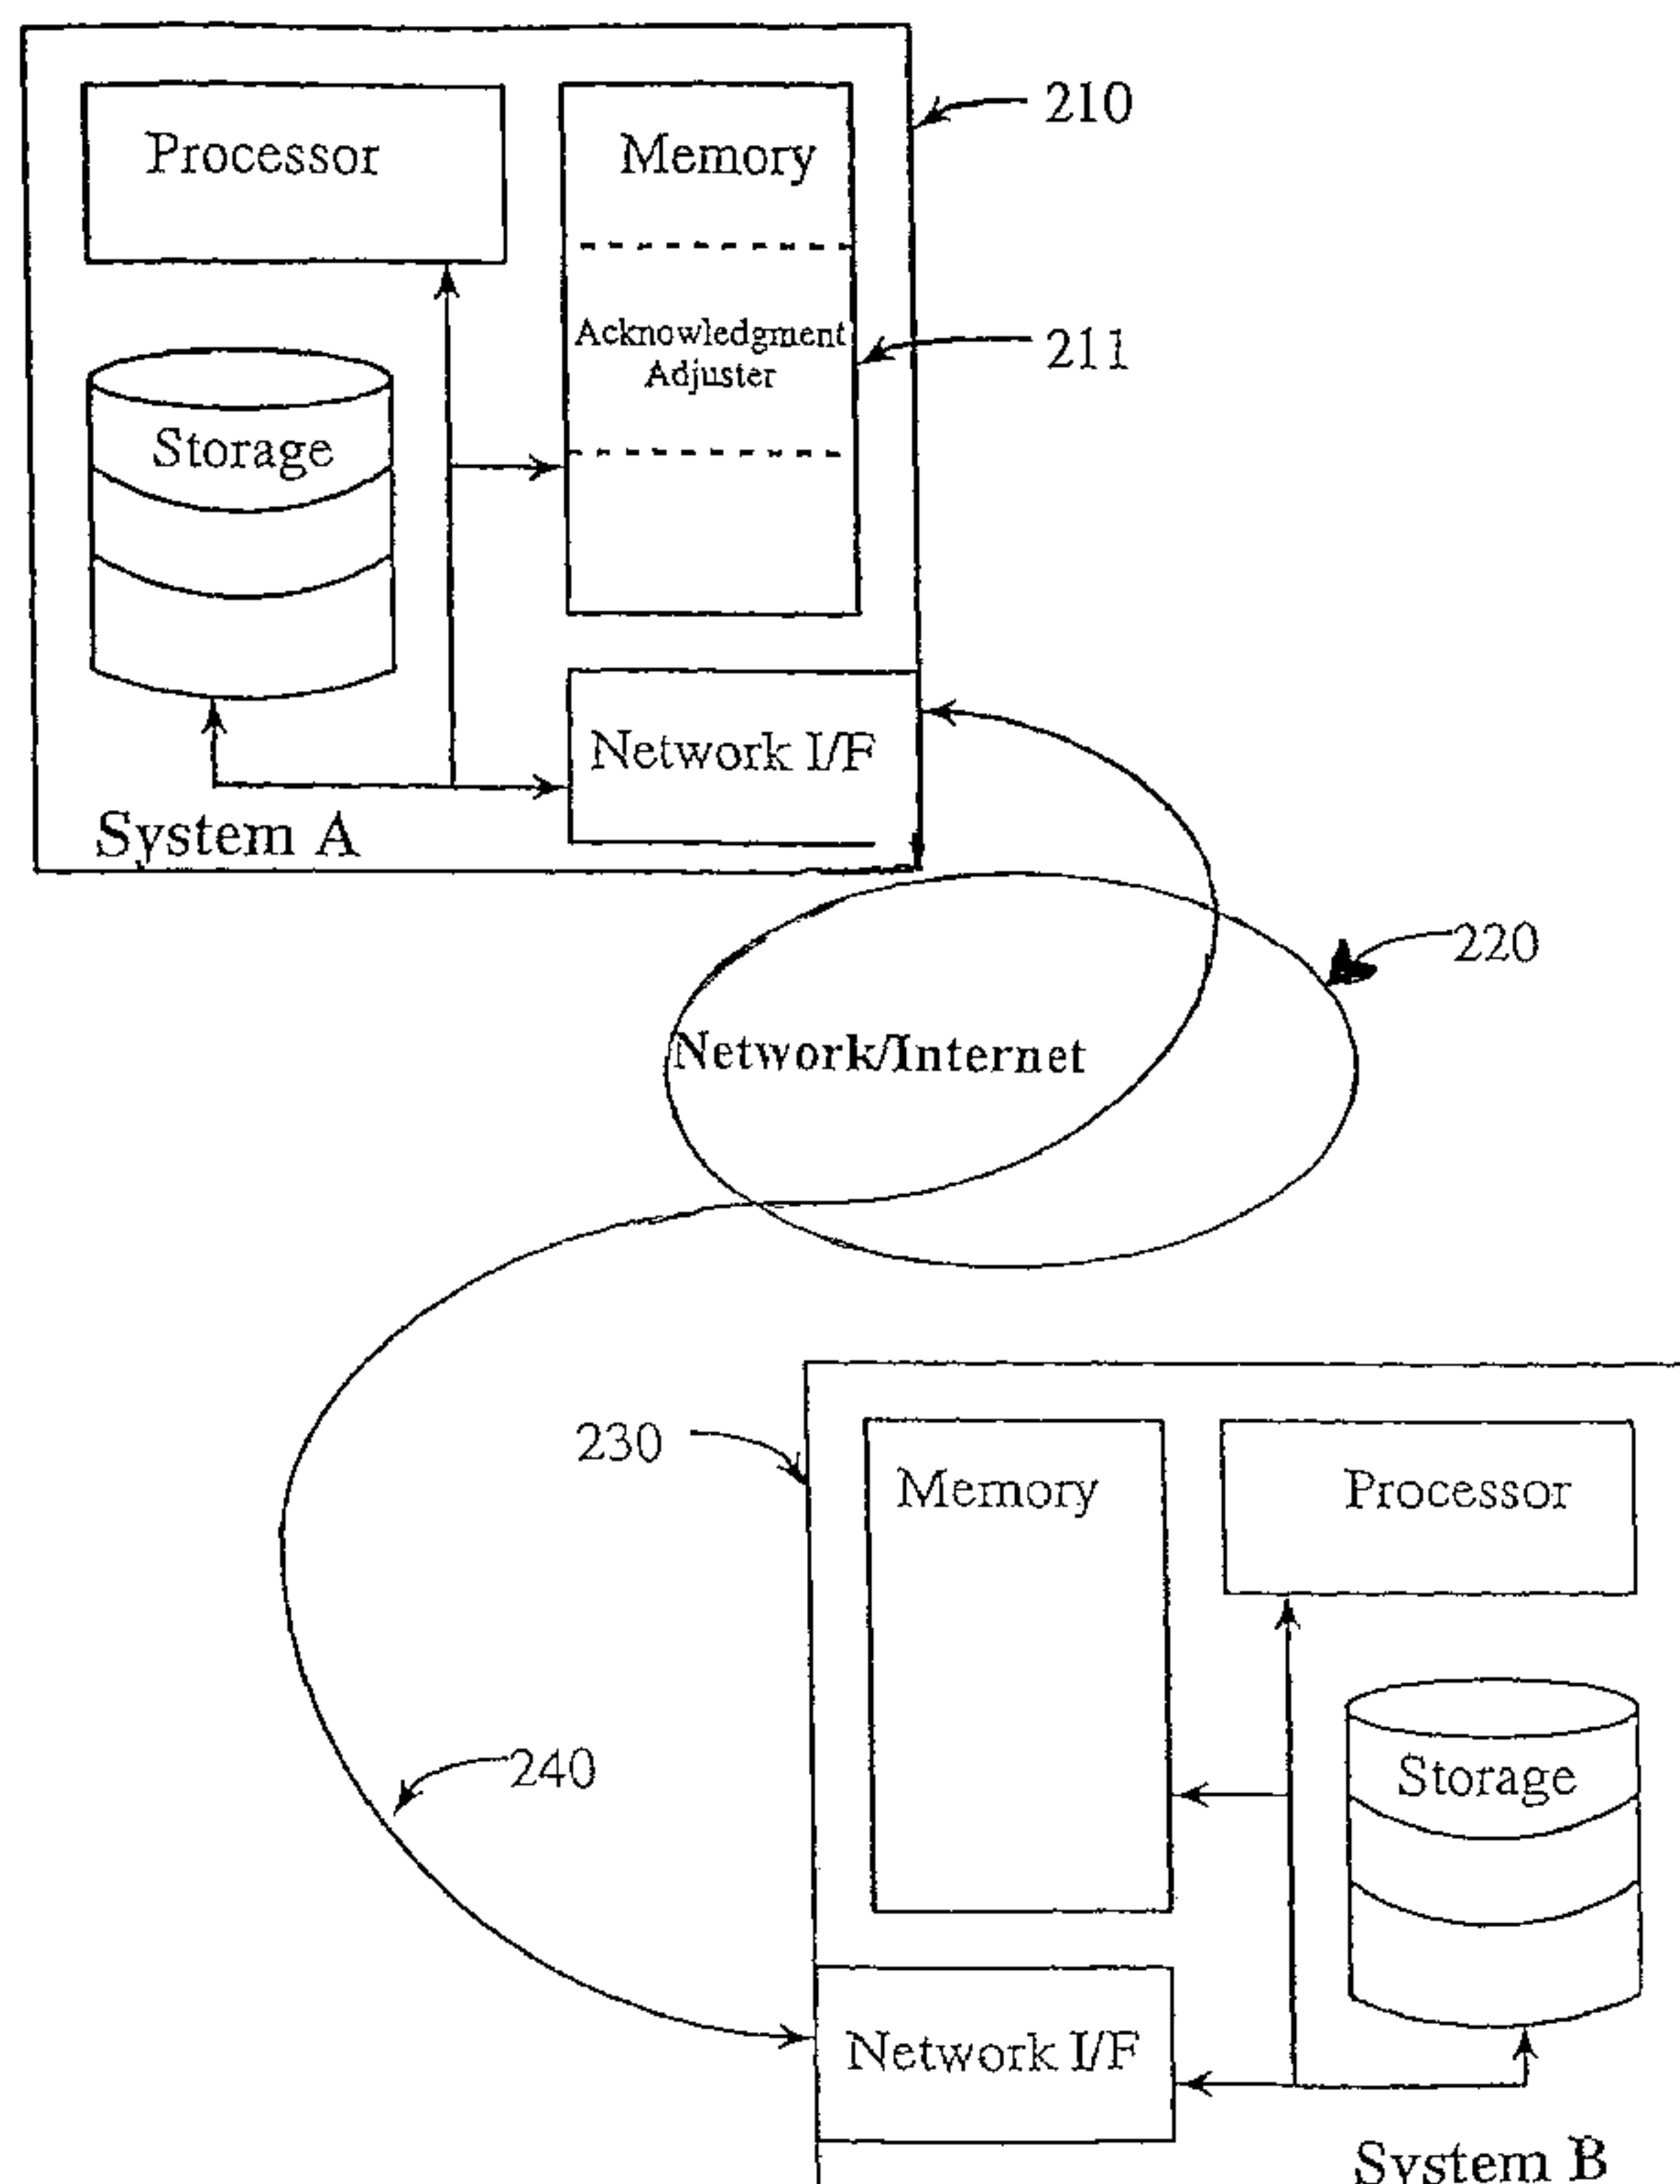 210
Processor
Memory
Acknowledgment
Adjuster
211
Storage
Network I/F
System A
220
Network/Internet
230
Memory
Processor
240
Storage
Network I/F
System B